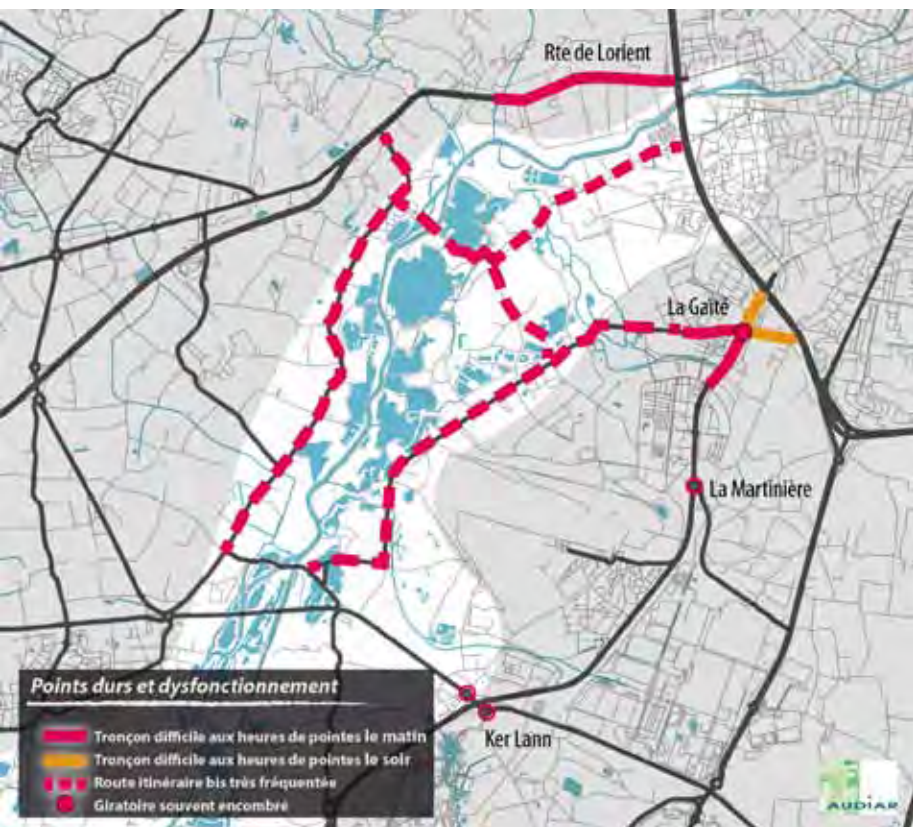 Rte de Lorient
La Gaîté
La Martinière
Ker Lann
Points durs et dysfonctionnement
Tronçon difficile aux heures de pointes le matin
Tronçon difficile aux heures de pointes le soir
Route itinéraire bis très fréquentée
Giratoire souvent encombré
AUDIAR